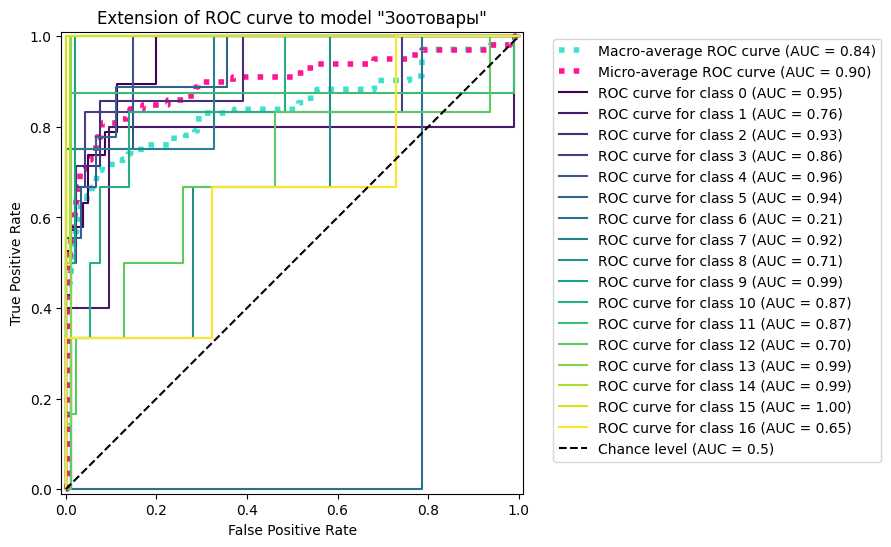 Extension of ROC curve to model "Зоотовары"
1.0
0.8
0.6
0.4
0.2
0.0
True Positive Rate
0.0 0.2 0.4 0.6 0.8 1.0
False Positive Rate
Macro-average ROC curve (AUC = 0.84)
Micro-average ROC curve (AUC = 0.90)
ROC curve for class 0 (AUC = 0.95)
ROC curve for class 1 (AUC = 0.76)
ROC curve for class 2 (AUC = 0.93)
ROC curve for class 3 (AUC = 0.86)
ROC curve for class 4 (AUC = 0.96)
ROC curve for class 5 (AUC = 0.94)
ROC curve for class 6 (AUC = 0.21)
ROC curve for class 7 (AUC = 0.92)
ROC curve for class 8 (AUC = 0.71)
ROC curve for class 9 (AUC = 0.99)
ROC curve for class 10 (AUC = 0.87)
ROC curve for class 11 (AUC = 0.87)
ROC curve for class 12 (AUC = 0.70)
ROC curve for class 13 (AUC = 0.99)
ROC curve for class 14 (AUC = 0.99)
ROC curve for class 15 (AUC = 1.00)
ROC curve for class 16 (AUC = 0.65)
Chance level (AUC = 0.5)